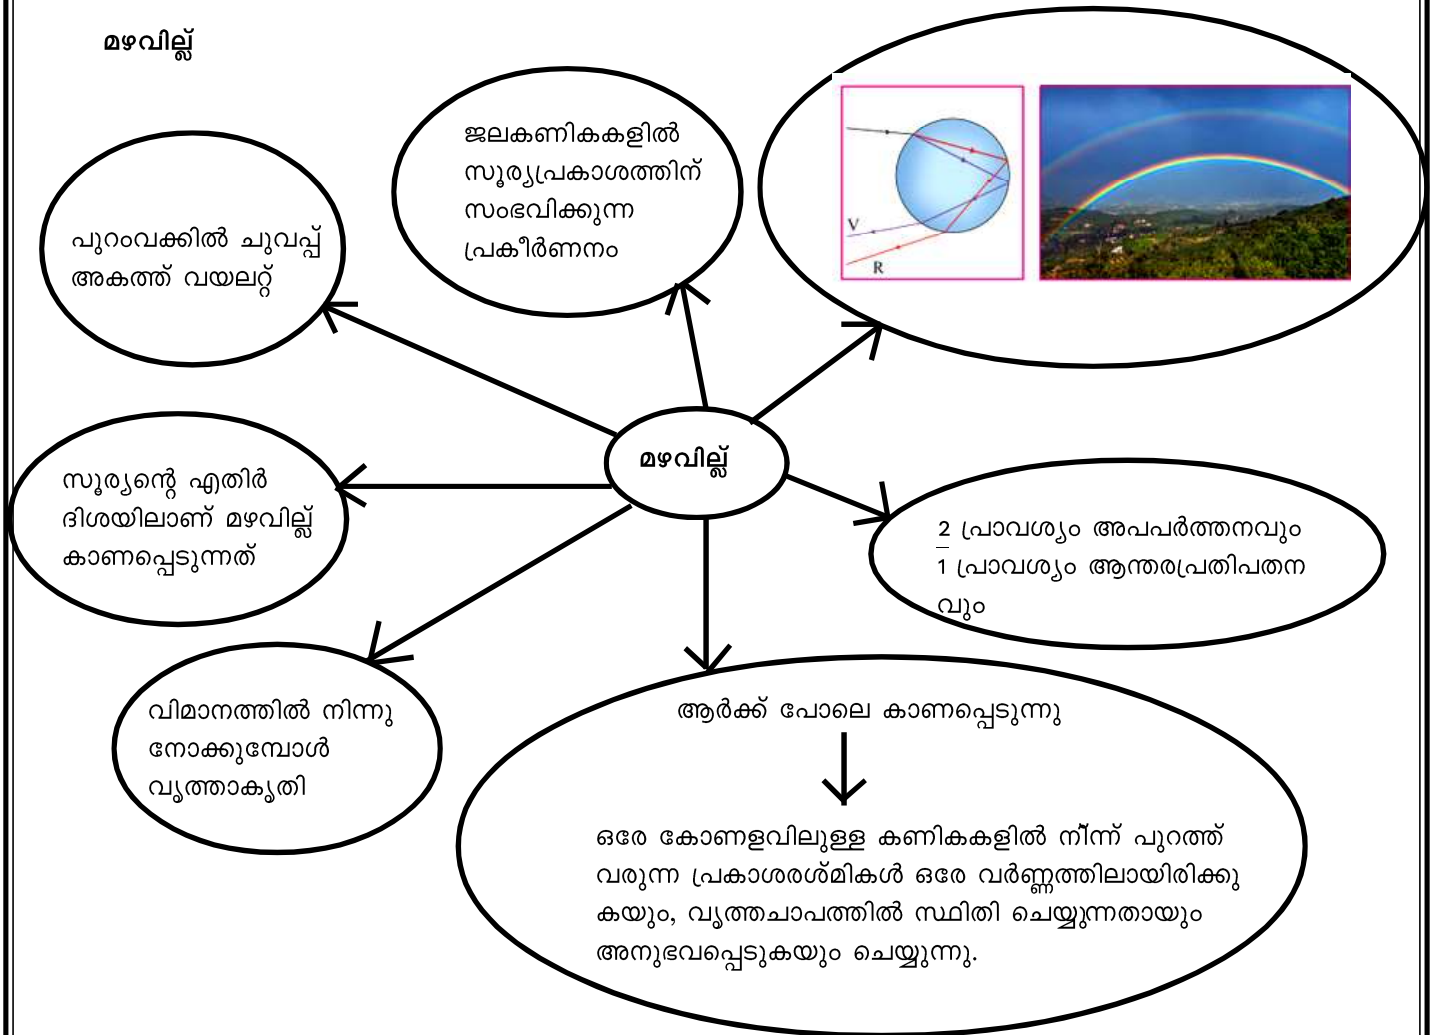 മഴവില്ല്
ജലകണികകളിൽ
സൂര്യപ്രകാശത്തിന്
സംഭവിക്കുന്ന
പ്രകീർണനം
V
R
പുറംവക്കിൽ ചുവപ്പ്
അകത്ത് വയലറ്റ്
മഴവില്ല്
സൂര്യന്റെ എതിർ
ദിശയിലാണ് മഴവില്ല്
കാണപ്പെടുന്നത്
2 പ്രാവശ്യം അപപർത്തനവും
1 പ്രാവശ്യം ആന്തരപ്രതിപതന
വും
വിമാനത്തിൽ നിന്നു
നോക്കുമ്പോൾ
വൃത്താകൃതി
ആർക്ക് പോലെ കാണപ്പെടുന്നു
ഒരേ കോണളവിലുള്ള കണികകളിൽ നിന്ന് പുറത്ത്
വരുന്ന പ്രകാശരശ്മികൾ ഒരേ വർണ്ണത്തിലായിരിക്കു
കയും, വൃത്തചാപത്തിൽ സ്ഥിതി ചെയ്യുന്നതായും
അനുഭവപ്പെടുകയും ചെയ്യുന്നു.